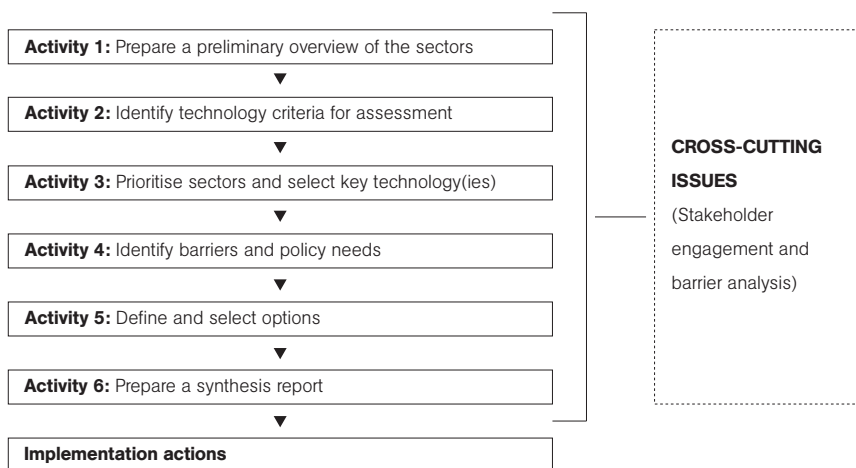 Activity 1: Prepare a preliminary overview of the sectors
Activity 2: Identify technology criteria for assessment
Activity 3: Prioritise sectors and select key technology(ies)
Activity 4: Identify barriers and policy needs
Activity 5: Define and select options
Activity 6: Prepare a synthesis report
Implementation actions
CROSS-CUTTING
ISSUES
(Stakeholder
engagement and
barrier analysis)